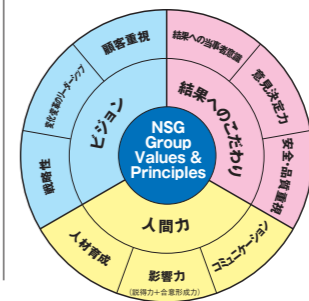 NSG
Group
Values &
Principles
ビジョン
結果へのこだわり
人間力
顧客重視
変化・変革のリーダーシップ
戦略性
結果への当事者意識
意見決定力
安全・品質重視
人材育成
影響力
(説得力+合意形成力)
コミュニケーション